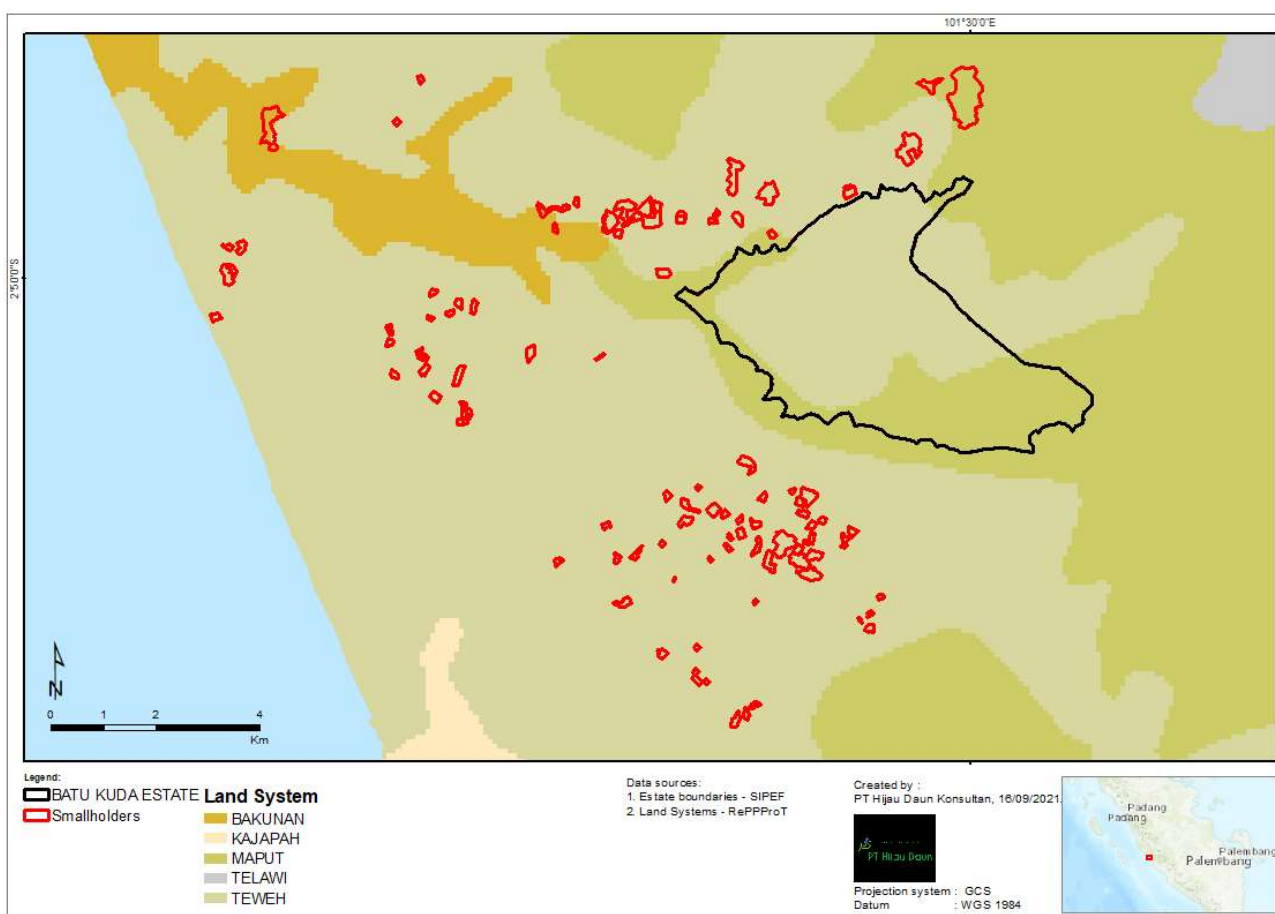 101°30'0"E
2°50'0"S
N
0 1 2 4
Km
Legend:
BATU KUDA ESTATE
Smallholders
Land System
BAKUNAN
KAJAPAH
MAPUT
TELAWI
TEWEH
Data sources:
1. Estate boundaries - SIPEF
2. Land Systems - RePPProT
Created by :
PT Hijau Daun Konsultan, 16/09/2021
PT Hijau Daun
Projection system : GCS
Datum : WGS 1984
Padang
Padang
Palembang
Palembang